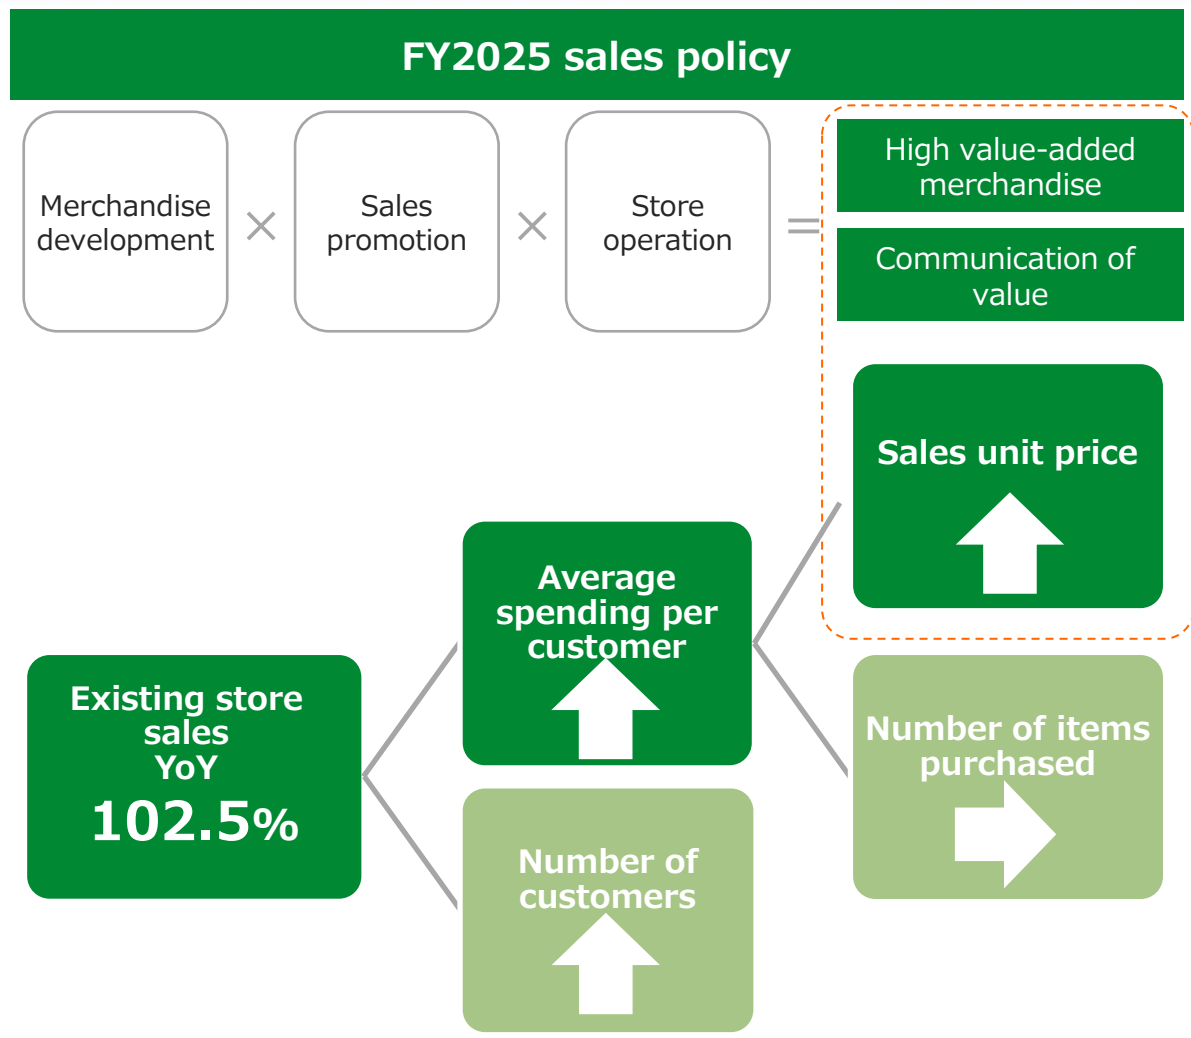 FY2025 sales policy
Merchandise
development
×
Sales
promotion
×
Store
operation
=
High value-added
merchandise
Communication of
value
Sales unit price
Average
spending per
customer
Existing store
sales
YoY
102.5%
Number of items
purchased
Number of
customers